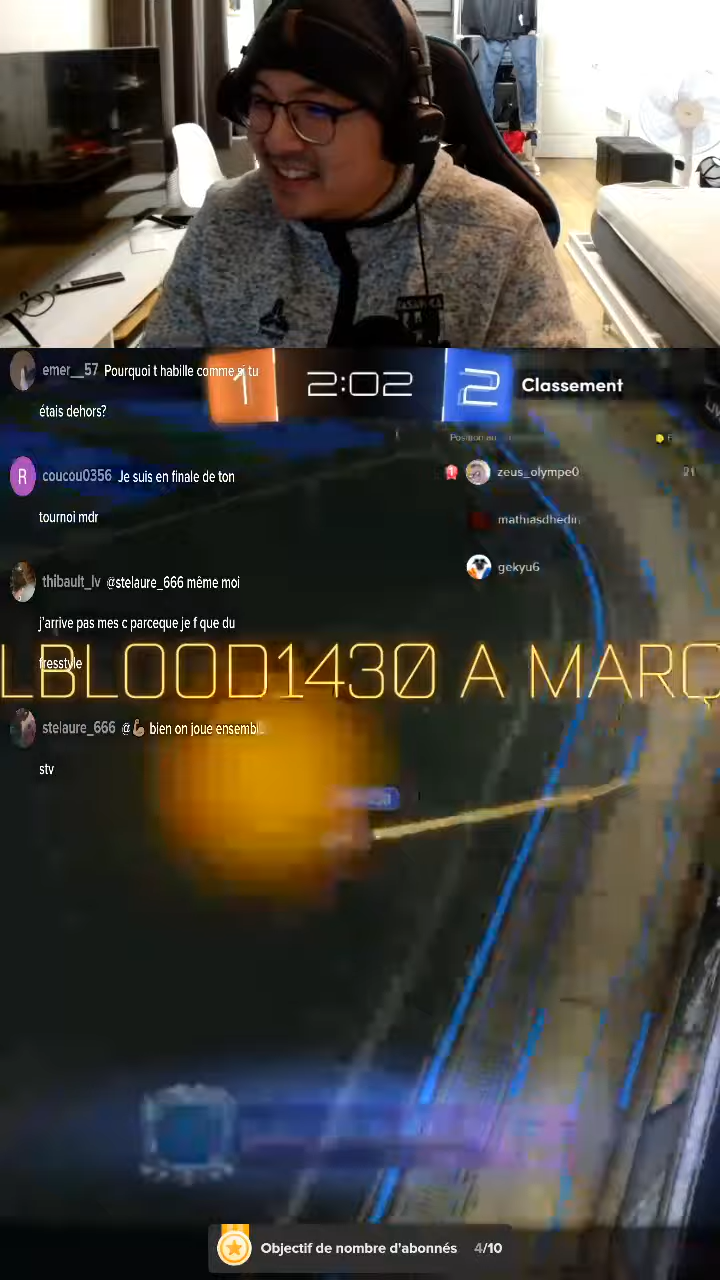 emer__57 Pourquoi t habille comme si tu
étais dehors?
1 2:02 2 Classement
coucou0356 Je suis en finale de ton
tournoi mdr
zeus_olympe0 21
mathiasdhedin
gekyu6
thibault_lv @stelaure_666 même moi
j'arrive pas mes c parceque je f que du
fresstyle
LBLOOD1430 A MARQ
stelaure_666 @💪🏽 bien on joue ensembl
stv
Objectif de nombre d'abonnés 4/10